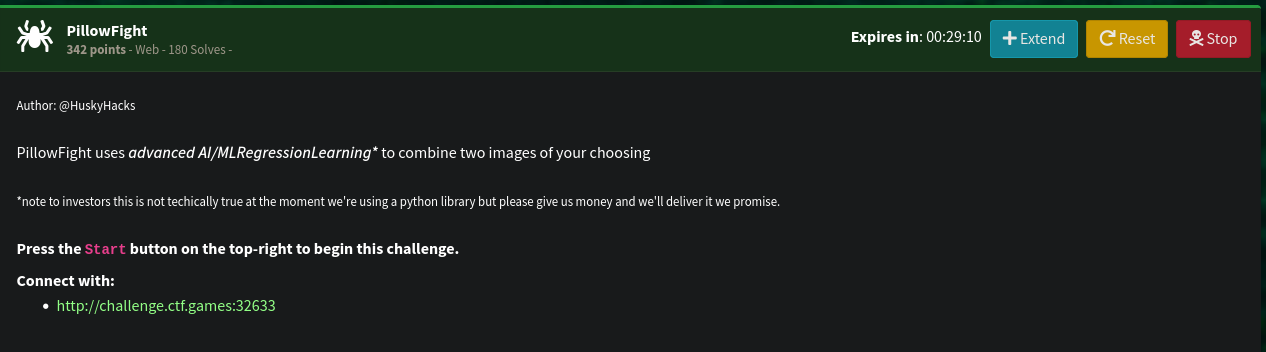 PillowFight
342 points - Web - 180 Solves -
Expires in: 00:29:10
Extend
Reset
Stop
Author: @HuskyHacks
PillowFight uses advanced AI/MLRegressionLearning* to combine two images of your choosing
*note to investors this is not techically true at the moment we're using a python library but please give us money and we'll deliver it we promise.
Press the Start button on the top-right to begin this challenge.
Connect with:
• http://challenge.ctf.games:32633